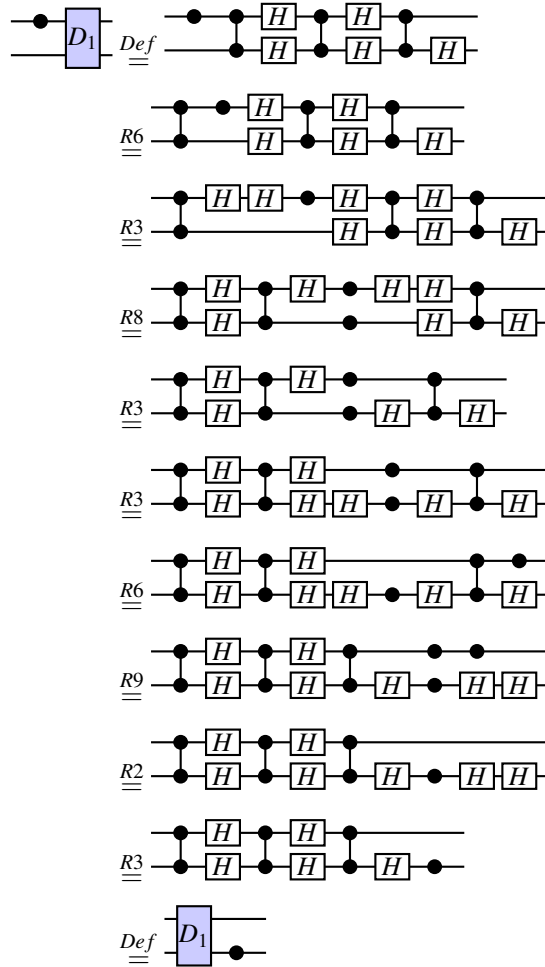 D₁ H H
Def = H H H
H H
R6 = H H H
H H H H
R3 = H H H
H H H H
R8 = H H H
H H
R3 = H H H
H H
R3 = H H H H H
H H
R6 = H H H H H
H H
R9 = H H H H H
H H
R2 = H H H H H
H H
R3 = H H H
Def = D₁